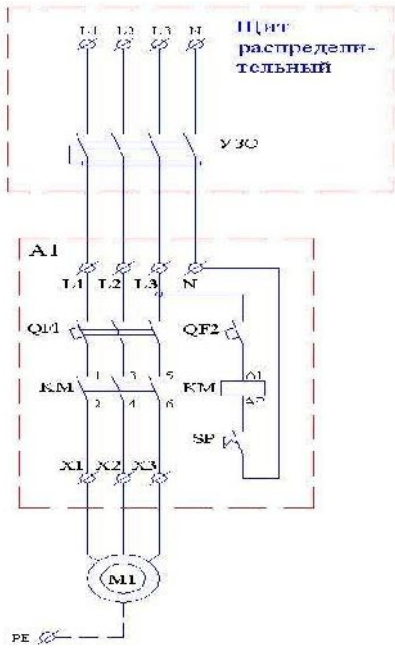 L1 L2 L3 N
Щит
распредели-
тельный
УЗО
A1
L1 L2 L3 N
QF1
QF2
1 3 5
KM
2 4 6
KM
A1
A2
SP
X1 X2 X3
M1
PE